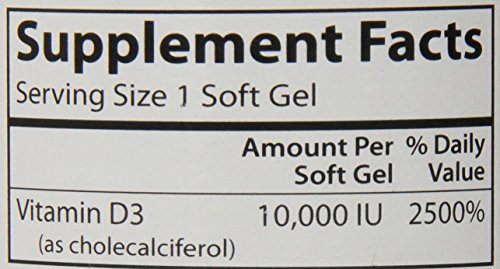 Supplement Facts
Serving Size 1 Soft Gel
Amount Per % Daily
Soft Gel Value
Vitamin D3 10,000 IU 2500%
(as cholecalciferol)